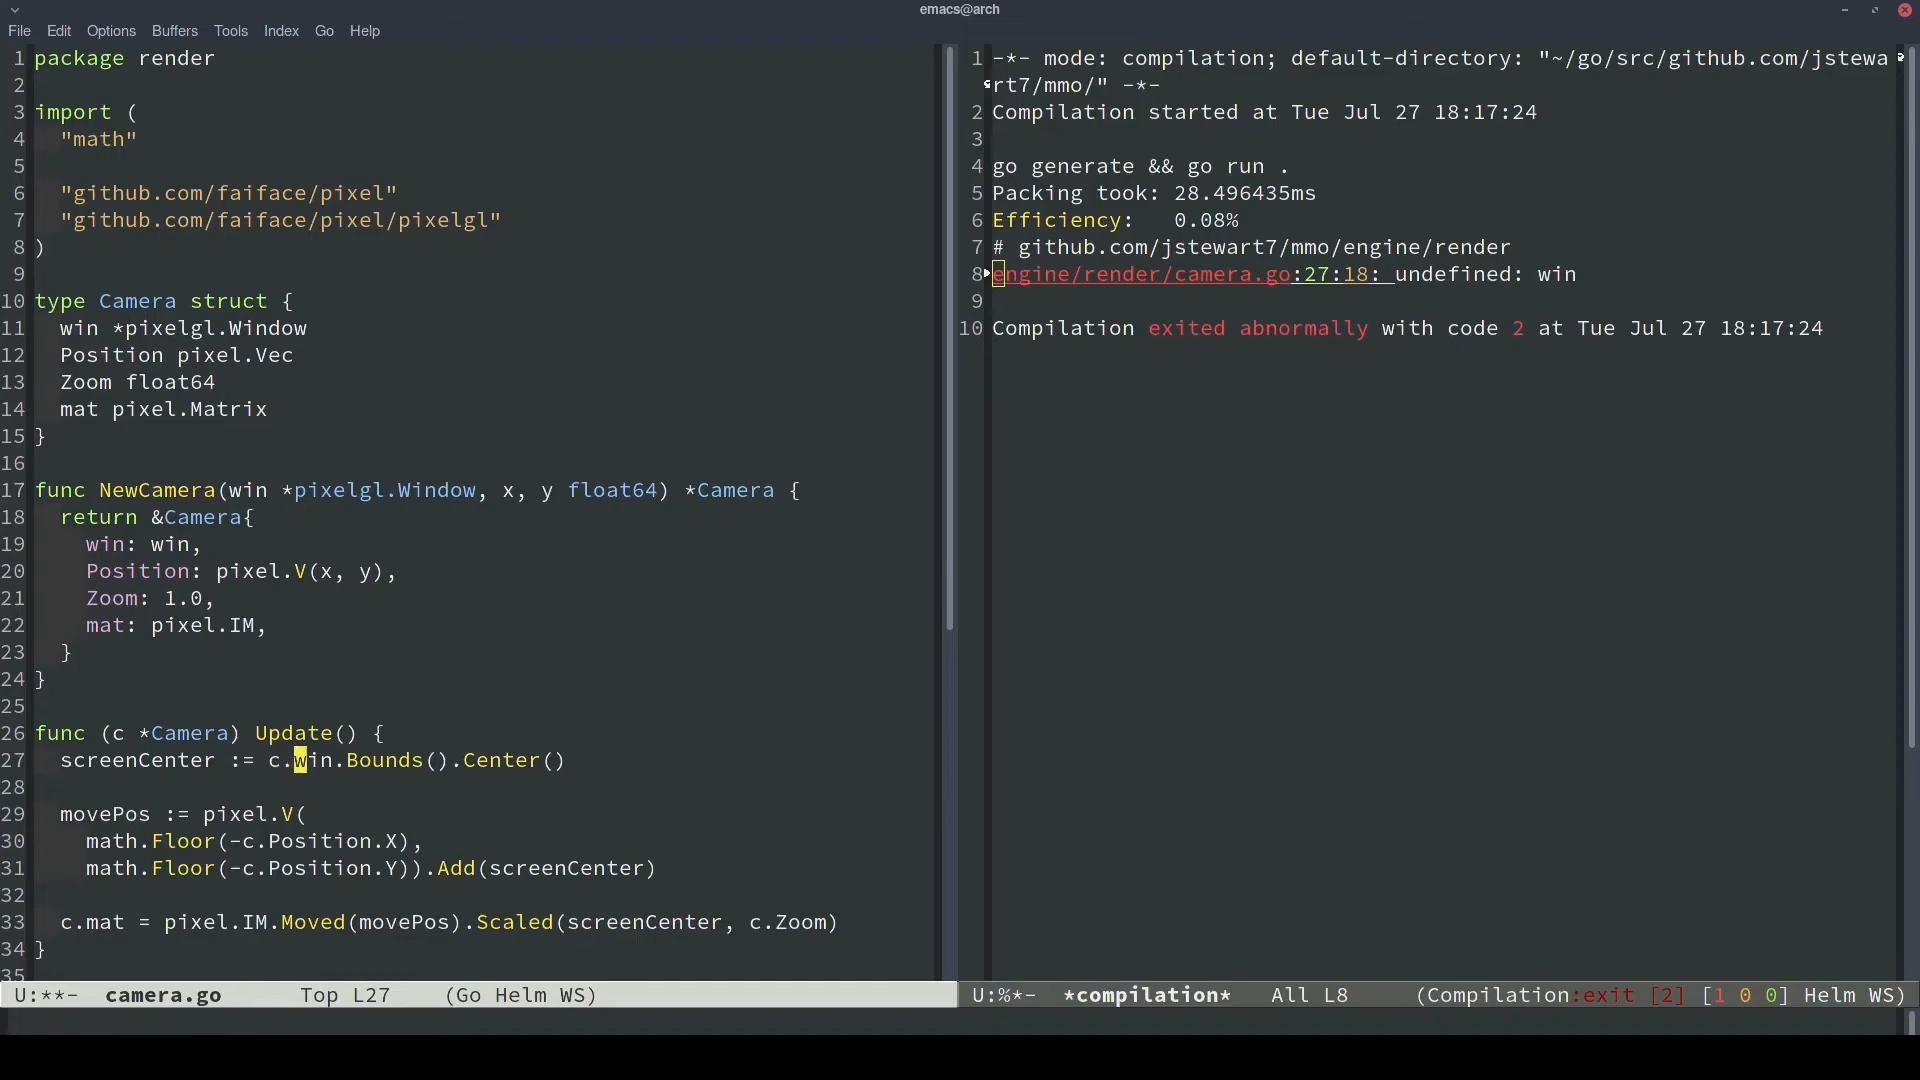 emacs@arch
File Edit Options Buffers Tools Index Go Help
1 package render
2
3 import (
4   "math"
5
6   "github.com/faiface/pixel"
7   "github.com/faiface/pixel/pixelgl"
8 )
9
10 type Camera struct {
11   win *pixelgl.Window
12   Position pixel.Vec
13   Zoom float64
14   mat pixel.Matrix
15 }
16
17 func NewCamera(win *pixelgl.Window, x, y float64) *Camera {
18   return &Camera{
19     win: win,
20     Position: pixel.V(x, y),
21     Zoom: 1.0,
22     mat: pixel.IM,
23   }
24 }
25
26 func (c *Camera) Update() {
27   screenCenter := c.win.Bounds().Center()
28
29   movePos := pixel.V(
30     math.Floor(-c.Position.X),
31     math.Floor(-c.Position.Y)).Add(screenCenter)
32
33   c.mat = pixel.IM.Moved(movePos).Scaled(screenCenter, c.Zoom)
34 }
35
U:**-  camera.go      Top L27    (Go Helm WS)
1 -*- mode: compilation; default-directory: "~/go/src/github.com/jstewa
rt7/mmo/" -*-
2 Compilation started at Tue Jul 27 18:17:24
3
4 go generate && go run .
5 Packing took: 28.496435ms
6 Efficiency:   0.08%
7 # github.com/jstewart7/mmo/engine/render
8 engine/render/camera.go:27:18: undefined: win
9
10 Compilation exited abnormally with code 2 at Tue Jul 27 18:17:24
U:%*-  *compilation*   All L8     (Compilation:exit [2] [1 0 0] Helm WS)